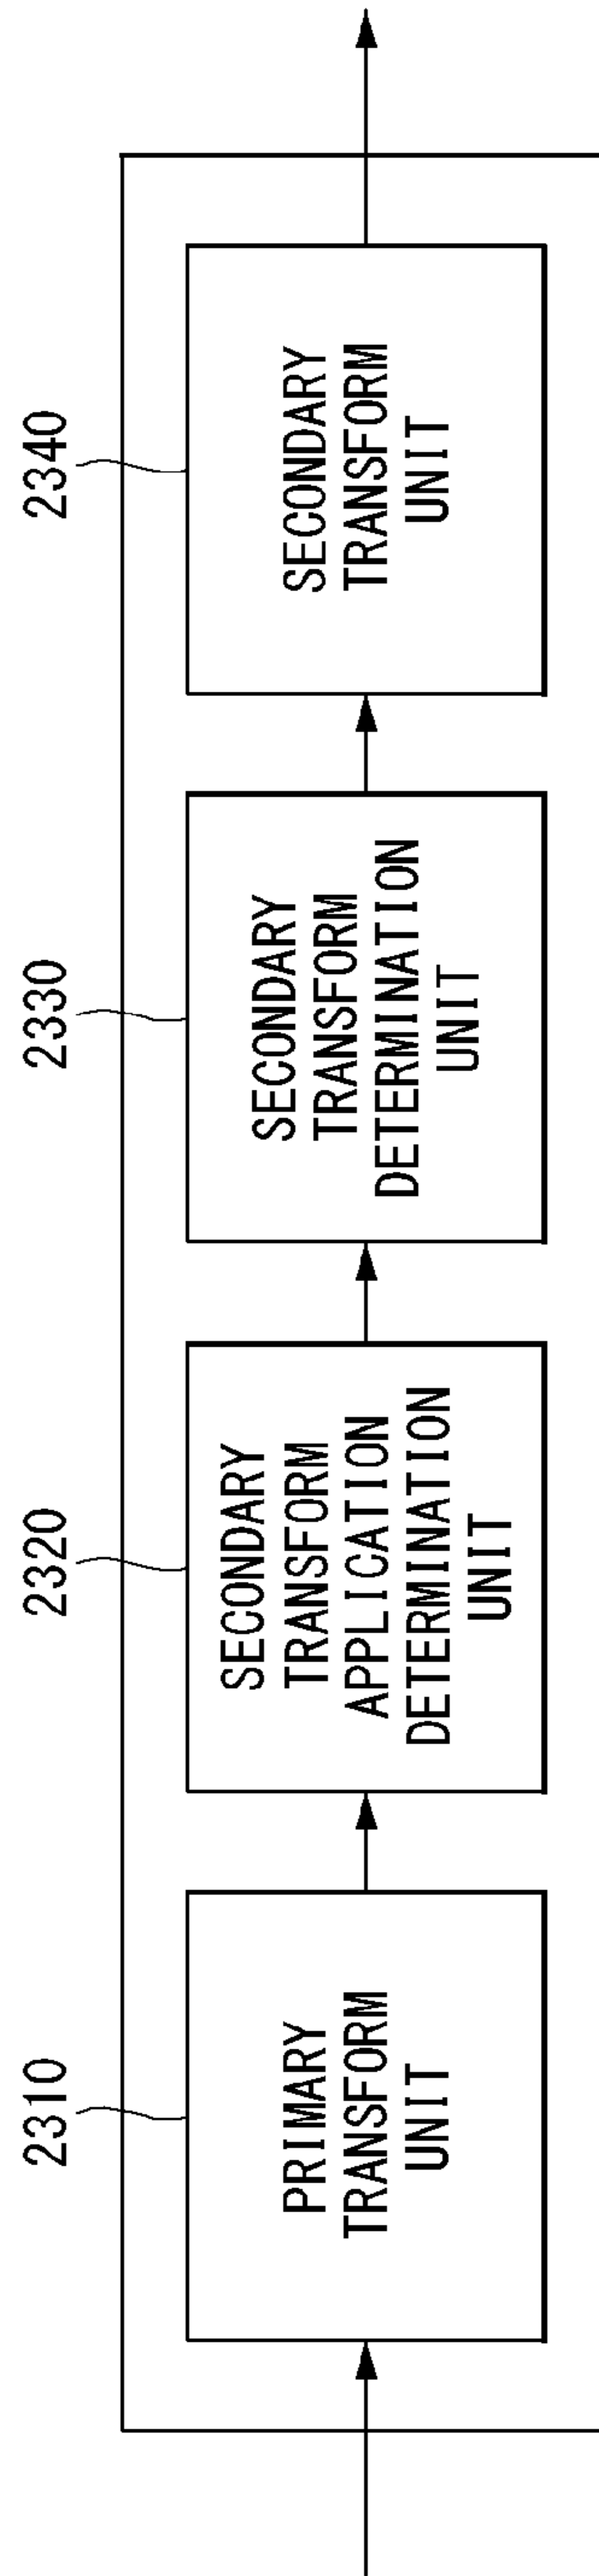 2310
PRIMARY
TRANSFORM
UNIT
2320
SECONDARY
TRANSFORM
APPLICATION
DETERMINATION
UNIT
2330
SECONDARY
TRANSFORM
DETERMINATION
UNIT
2340
SECONDARY
TRANSFORM
UNIT